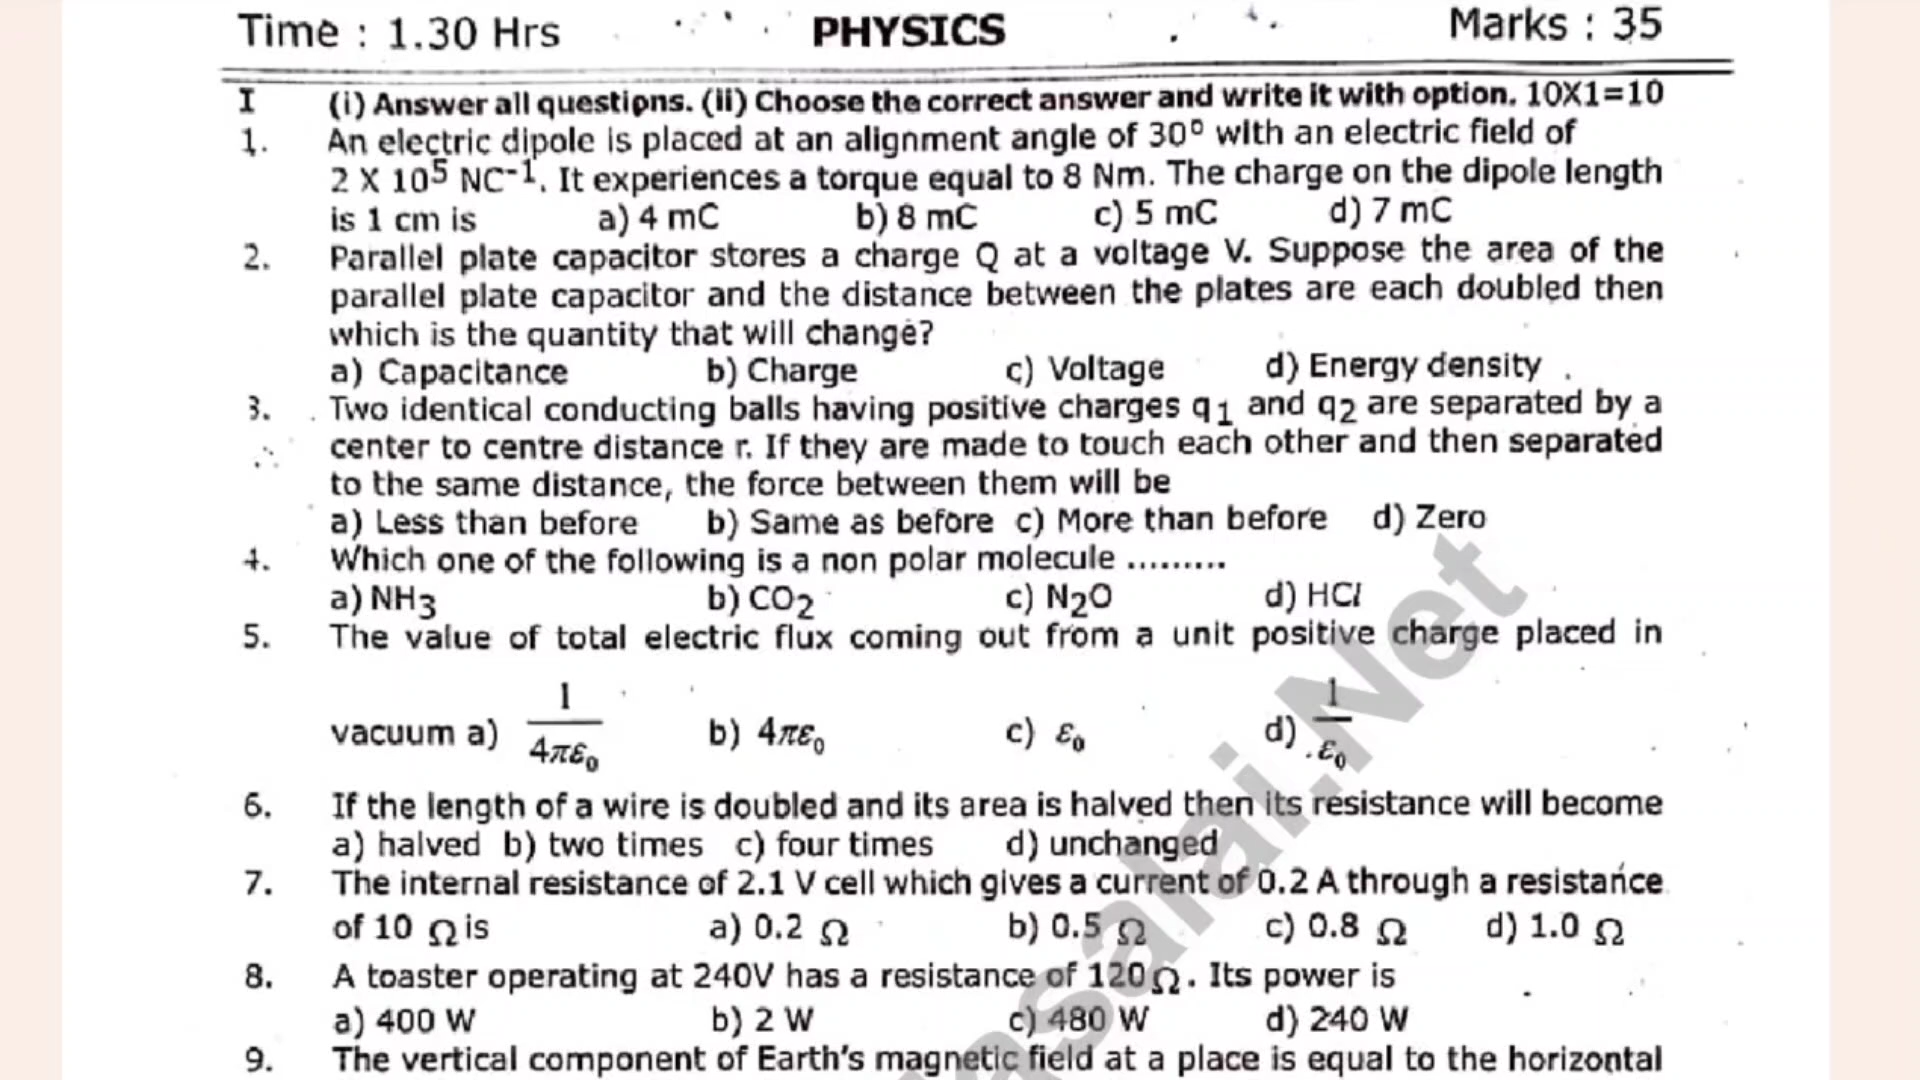 Time : 1.30 Hrs PHYSICS Marks : 35
I (i) Answer all questions. (ii) Choose the correct answer and write it with option. 10X1=10
1. An electric dipole is placed at an alignment angle of 30⁰ with an electric field of
2 X 10⁵ NC⁻¹. It experiences a torque equal to 8 Nm. The charge on the dipole length
is 1 cm is a) 4 mC b) 8 mC c) 5 mC d) 7 mC
2. Parallel plate capacitor stores a charge Q at a voltage V. Suppose the area of the
parallel plate capacitor and the distance between the plates are each doubled then
which is the quantity that will change?
a) Capacitance b) Charge c) Voltage d) Energy density
3. Two identical conducting balls having positive charges q₁ and q₂ are separated by a
center to centre distance r. If they are made to touch each other and then separated
to the same distance, the force between them will be
a) Less than before b) Same as before c) More than before d) Zero
4. Which one of the following is a non polar molecule .........
a) NH₃ b) CO₂ c) N₂O d) HCl
5. The value of total electric flux coming out from a unit positive charge placed in
vacuum a) 1/4πε₀ b) 4πε₀ c) ε₀ d) 1/ε₀
6. If the length of a wire is doubled and its area is halved then its resistance will become
a) halved b) two times c) four times d) unchanged
7. The internal resistance of 2.1 V cell which gives a current of 0.2 A through a resistance
of 10 Ω is a) 0.2 Ω b) 0.5 Ω c) 0.8 Ω d) 1.0 Ω
8. A toaster operating at 240V has a resistance of 120Ω. Its power is
a) 400 W b) 2 W c) 480 W d) 240 W
9. The vertical component of Earth's magnetic field at a place is equal to the horizontal